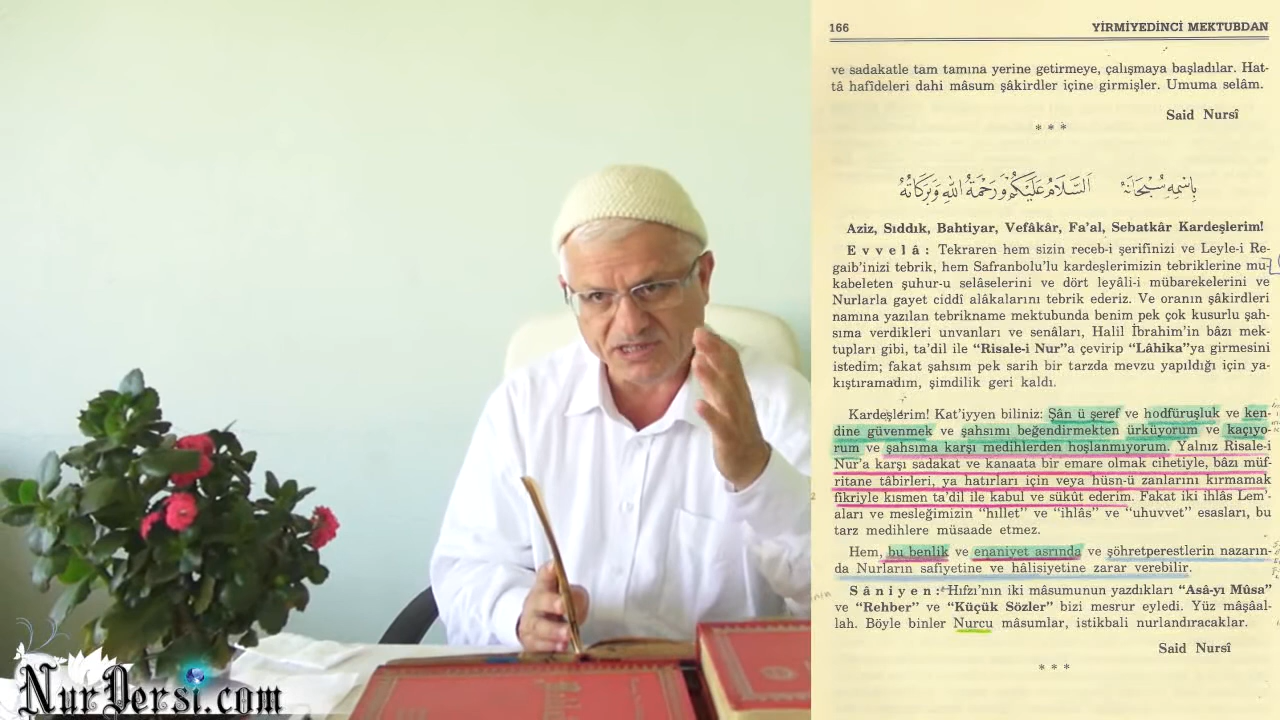 166
YİRMİYEDİNCİ MEKTUBDAN
ve sadakatle tam tamına yerine getirmeye, çalışmaya başladılar. Hat-
tâ hafîdeleri dahi mâsum şâkirdler içine girmişler. Umuma selâm.
Said Nursî
* * *
بِاسْمِهِ سُبْحَانَهُ اَلسَّلَامُ عَلَيْكُمْ وَرَحْمَةُ اللهِ وَبَرَكَاتُهُ
Aziz, Sıddık, Bahtiyar, Vefâkâr, Fa'al, Sebatkâr Kardeşlerim!
Evvelâ: Tekraren hem sizin receb-i şerifinizi ve Leyle-i Re-
gaib'inizi tebrik, hem Safranbolu'lu kardeşlerimizin tebriklerine mu-
kabeleten şuhur-u selâselerini ve dört leyâli-i mübarekelerini ve
Nurlarla gayet ciddî alâkalarını tebrik ederiz. Ve oranın şâkirdleri
namına yazılan tebrikname mektubunda benim pek çok kusurlu şah-
sıma verdikleri unvanları ve senâları, Halil İbrahim'in bâzı mek-
tupları gibi, ta'dil ile "Risale-i Nur"a çevirip "Lâhika"ya girmesini
istedim; fakat şahsım pek sarih bir tarzda mevzu yapıldığı için ya-
kıştıramadım, şimdilik geri kaldı.
Kardeşlerim! Kat'iyyen biliniz: Şân ü şeref ve hodfüruşluk ve ken-
dine güvenmek ve şahsımı beğendirmekten ürküyorum ve kaçıyo-
rum ve şahsıma karşı medihlerden hoşlanmıyorum. Yalnız Risale-i
Nur'a karşı sadakat ve kanaata bir emare olmak cihetiyle, bâzı müf-
ritane tâbirleri, ya hatırları için veya hüsn-ü zanlarını kırmamak
fikriyle kısmen ta'dil ile kabul ve sükût ederim. Fakat iki ihlâs Lem'-
aları ve mesleğimizin "hıllet" ve "ihlâs" ve "uhuvvet" esasları, bu
tarz medihlere müsaade etmez.
Hem, bu benlik ve enaniyet asrında ve şöhretperestlerin nazarın-
da Nurların safiyetine ve hâlisiyetine zarar verebilir.
Sâniyen: Hıfzı'nın iki mâsumunun yazdıkları "Asâ-yı Mûsa"
ve "Rehber" ve "Küçük Sözler" bizi mesrur eyledi. Yüz mâşâal-
lah. Böyle binler Nurcu mâsumlar, istikbali nurlandıracaklar.
Said Nursî
* * *
NurDersi.com